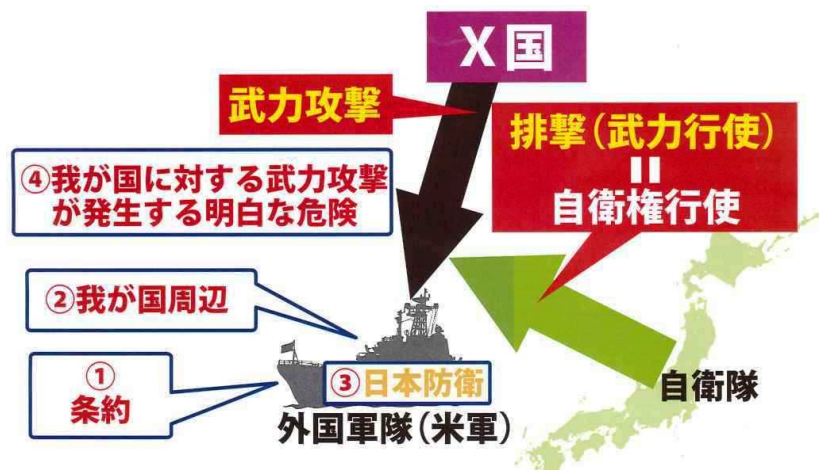 X国
武力攻撃
排撃（武力行使）
＝
自衛権行使
④我が国に対する武力攻撃
が発生する明白な危険
②我が国周辺
①
条約
③日本防衛
外国軍隊（米軍）
自衛隊